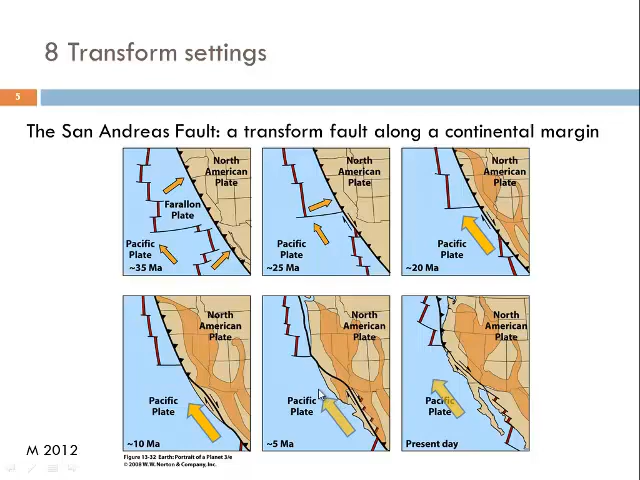 8 Transform settings
5
The San Andreas Fault: a transform fault along a continental margin
North
American
Plate
Farallon
Plate
Pacific
Plate
~35 Ma
North
American
Plate
Pacific
Plate
~25 Ma
North
American
Plate
Pacific
Plate
~20 Ma
North
American
Plate
Pacific
Plate
~10 Ma
North
American
Plate
Pacific
Plate
~5 Ma
North
American
Plate
Pacific
Plate
Present day
M 2012
Figure 13-32 Earth: Portrait of a Planet 3/e
© 2008 W. W. Norton & Company, Inc.